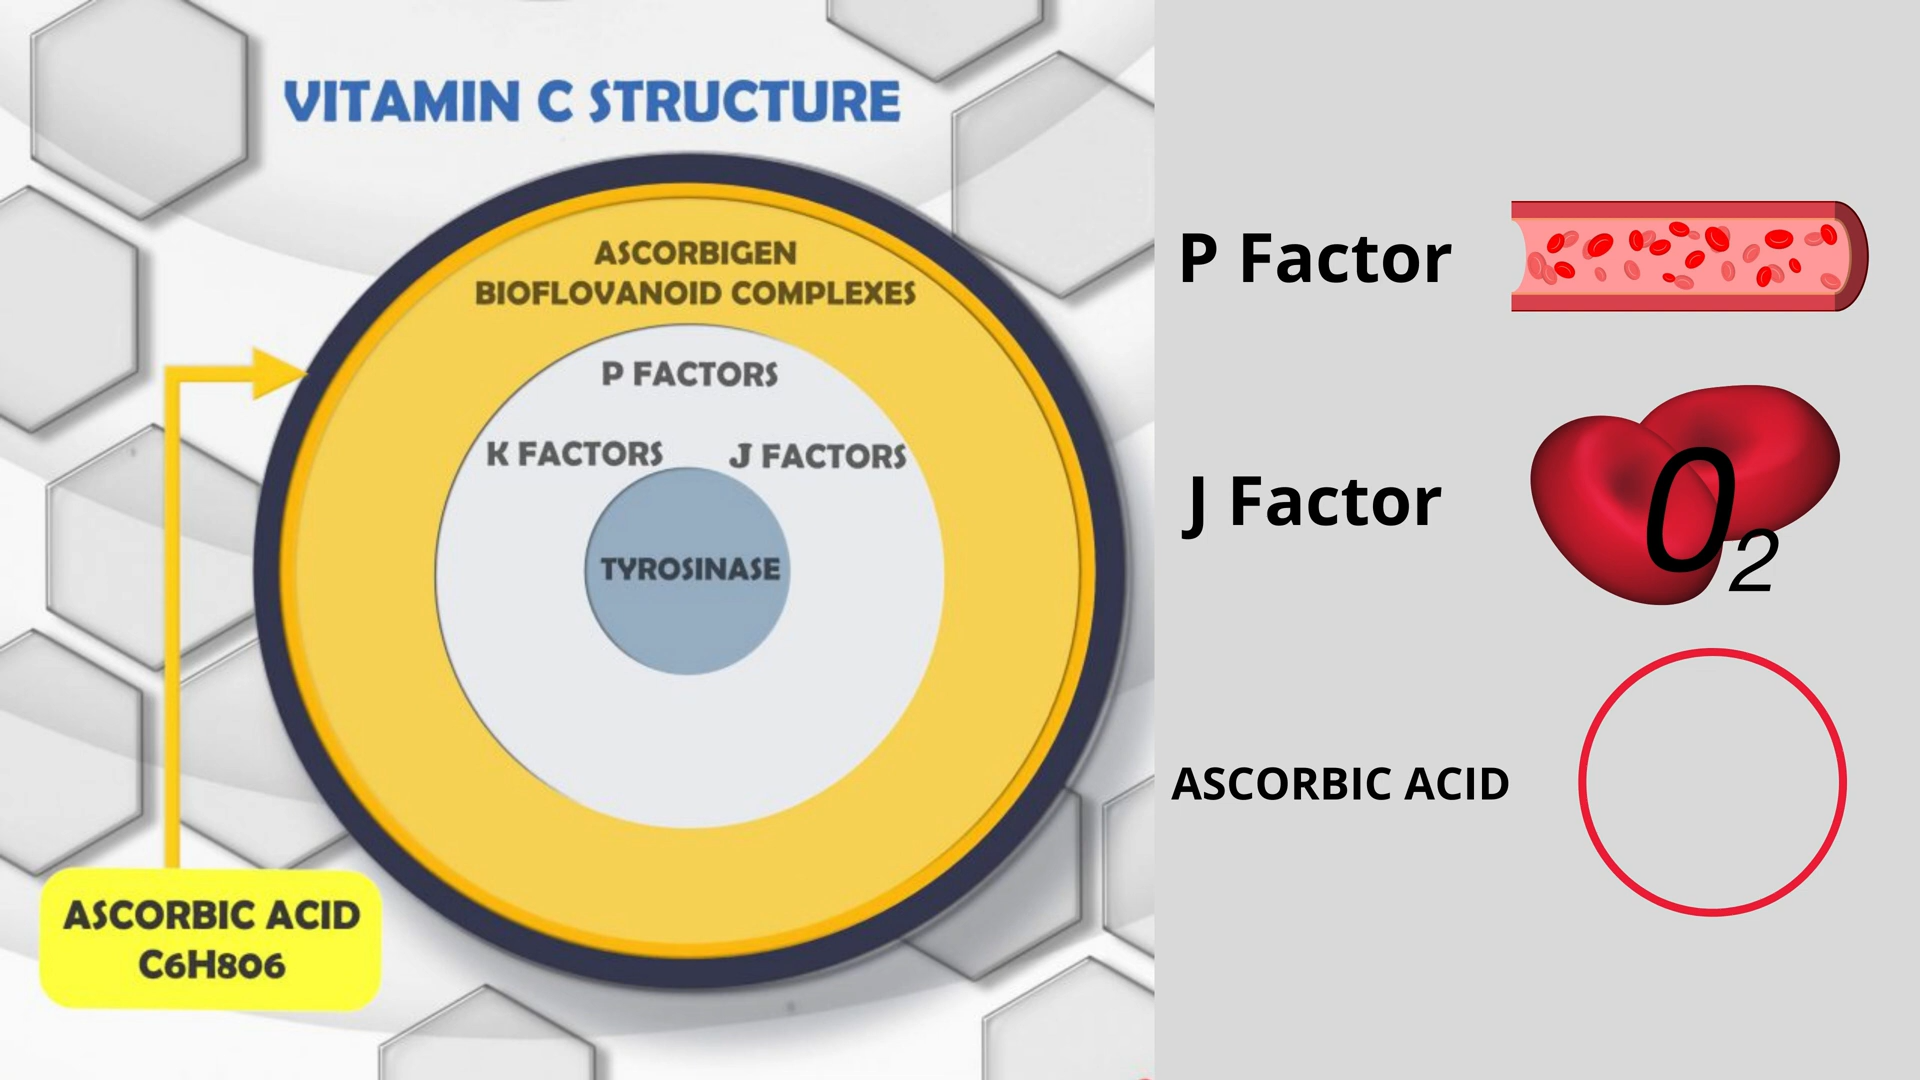 VITAMIN C STRUCTURE
ASCORBIGEN
BIOFLOVANOID COMPLEXES
P FACTORS
K FACTORS
J FACTORS
TYROSINASE
ASCORBIC ACID
C6H806
P Factor
J Factor
O2
ASCORBIC ACID